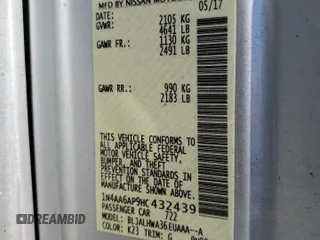 MFD BY NISSAN MOTOR
05/17
GVWR: 2105 KG
4641 LB
GAWR FR: 1130 KG
2491 LB
GAWR RR: 990 KG
2183 LB
THIS VEHICLE CONFORMS TO
ALL APPLICABLE FEDERAL MOTOR
VEHICLE SAFETY,
BUMPER, AND THEFT
PREVENTION STANDARDS
IN EFFECT ON THE DATE OF
MANUFACTURE SHOWN ABOVE.
1N4AA6AP9HC432439
PASSENGER CAR 722
MODEL: BLJALHWA36EUAAA--A
COLOR: K23 TRIM: G